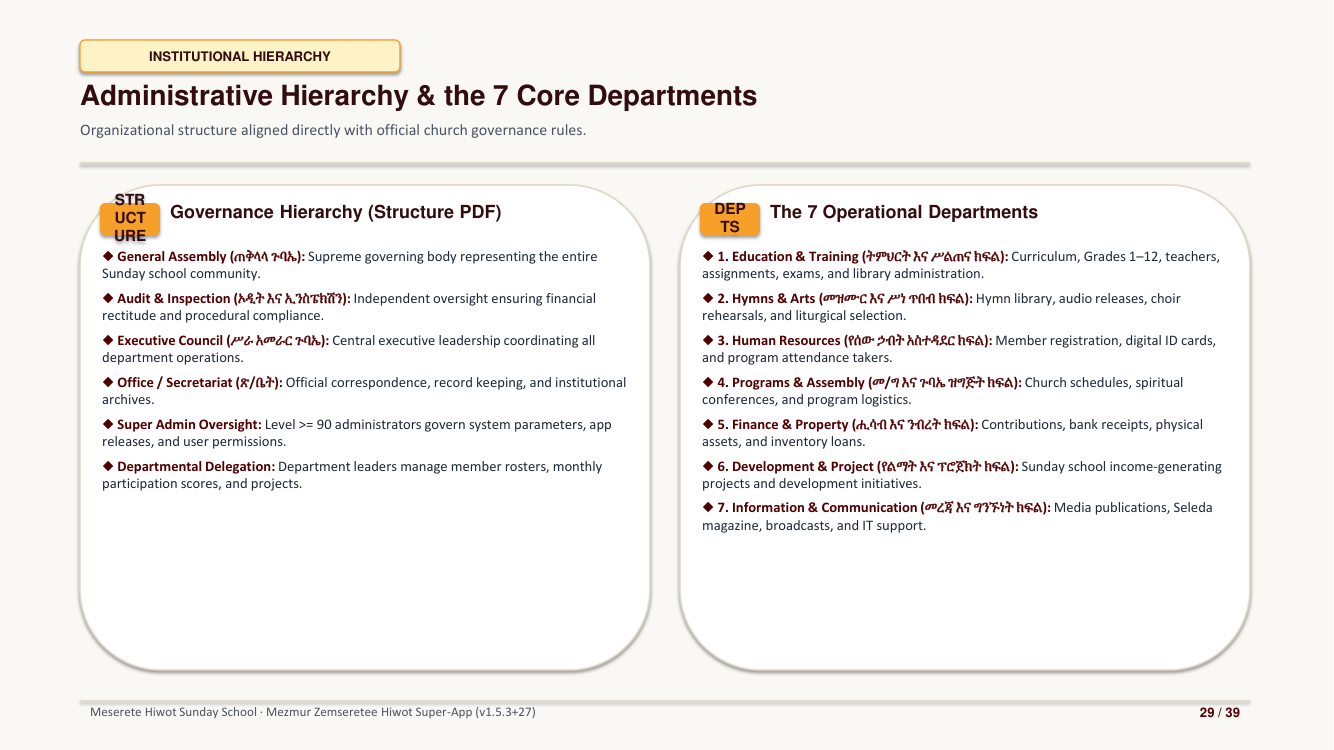 INSTITUTIONAL HIERARCHY
Administrative Hierarchy & the 7 Core Departments
Organizational structure aligned directly with official church governance rules.
STR
UCT
URE
Governance Hierarchy (Structure PDF)
◆ General Assembly (ጠቅላላ ጉባኤ): Supreme governing body representing the entire
Sunday school community.
◆ Audit & Inspection (ኦዲት እና ኢንስፔክሽን): Independent oversight ensuring financial
rectitude and procedural compliance.
◆ Executive Council (ሥራ አመራር ጉባኤ): Central executive leadership coordinating all
department operations.
◆ Office / Secretariat (ጽ/ቤት): Official correspondence, record keeping, and institutional
archives.
◆ Super Admin Oversight: Level >= 90 administrators govern system parameters, app
releases, and user permissions.
◆ Departmental Delegation: Department leaders manage member rosters, monthly
participation scores, and projects.
DEP
TS
The 7 Operational Departments
◆ 1. Education & Training (ትምህርት እና ሥልጠና ክፍል): Curriculum, Grades 1–12, teachers,
assignments, exams, and library administration.
◆ 2. Hymns & Arts (መዝሙር እና ሥነ ጥበብ ክፍል): Hymn library, audio releases, choir
rehearsals, and liturgical selection.
◆ 3. Human Resources (የሰው ኃብት አስተዳደር ክፍል): Member registration, digital ID cards,
and program attendance takers.
◆ 4. Programs & Assembly (መ/ግ እና ጉባኤ ዝግጅት ክፍል): Church schedules, spiritual
conferences, and program logistics.
◆ 5. Finance & Property (ሒሳብ እና ንብረት ክፍል): Contributions, bank receipts, physical
assets, and inventory loans.
◆ 6. Development & Project (የልማት እና ፕሮጀክት ክፍል): Sunday school income-generating
projects and development initiatives.
◆ 7. Information & Communication (መረጃ እና ግንኙነት ክፍል): Media publications, Seleda
magazine, broadcasts, and IT support.
Meserete Hiwot Sunday School · Mezmur Zemseretee Hiwot Super-App (v1.5.3+27)
29 / 39